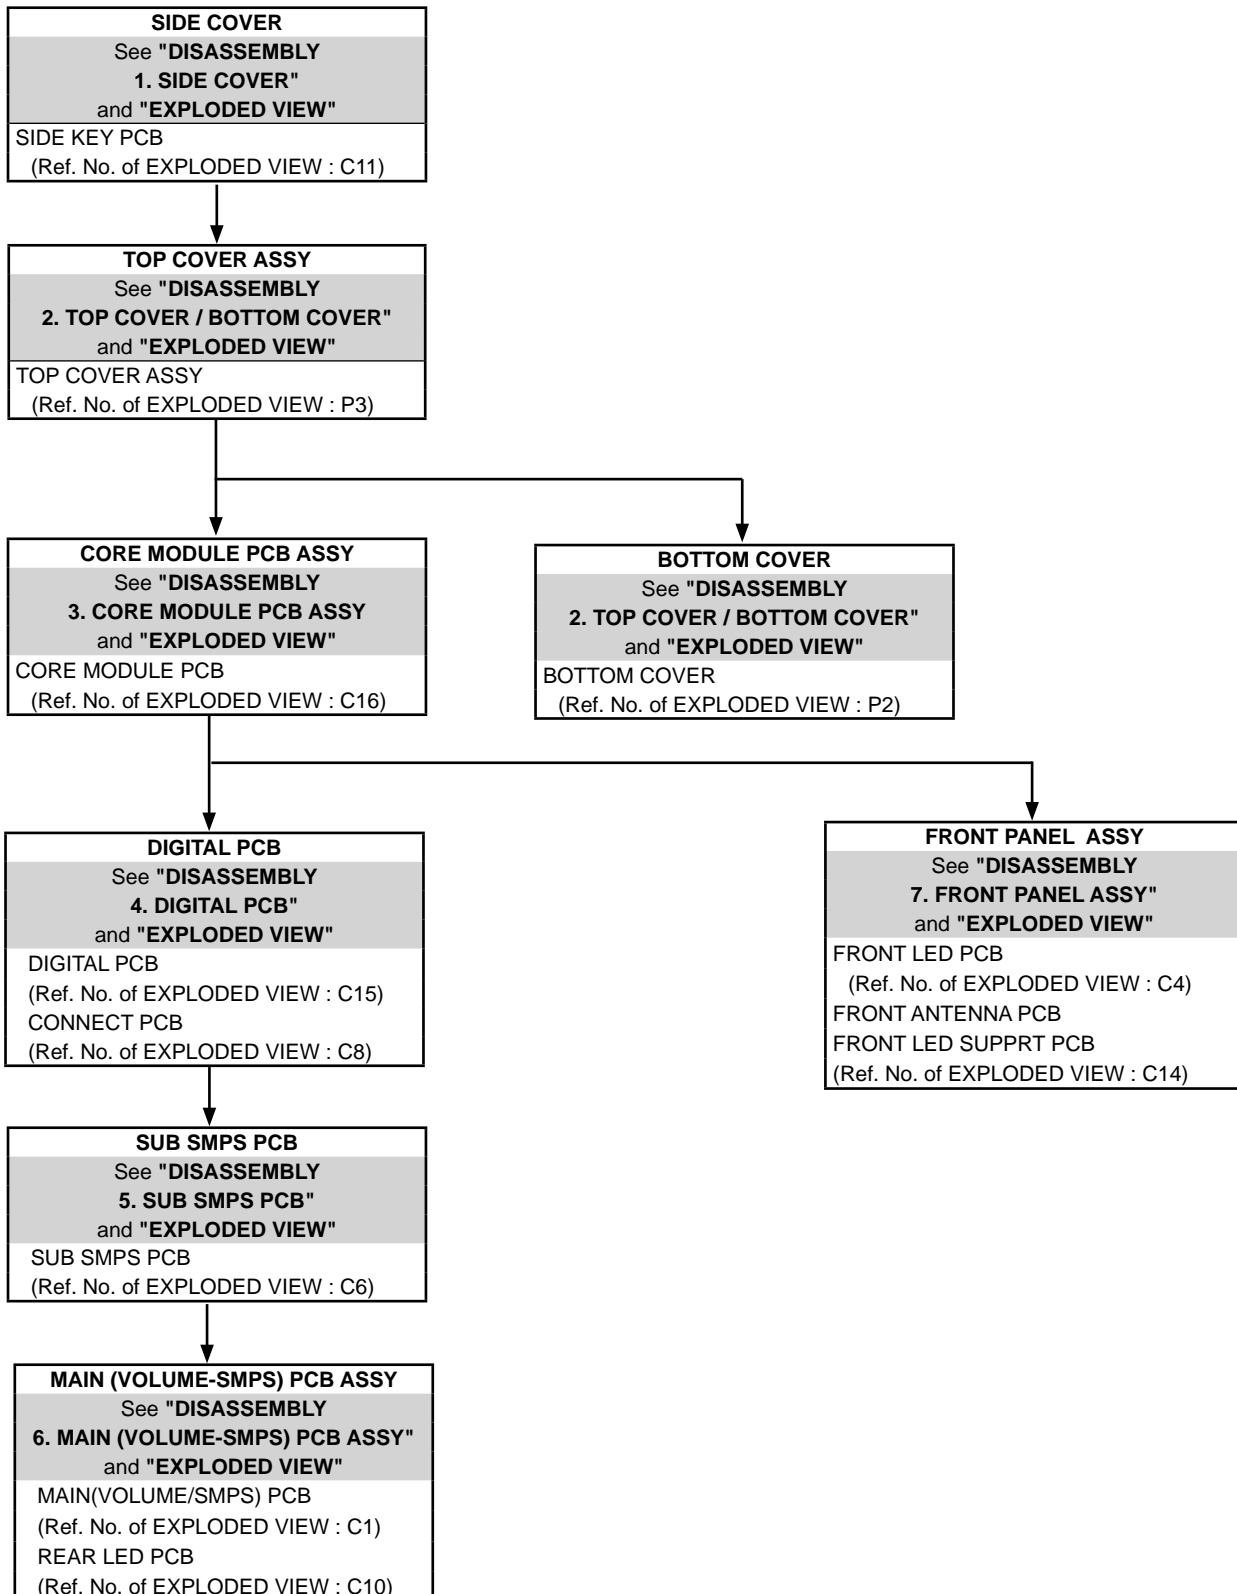 SIDE COVER
See "DISASSEMBLY
1. SIDE COVER"
and "EXPLODED VIEW"
SIDE KEY PCB
(Ref. No. of EXPLODED VIEW : C11)
TOP COVER ASSY
See "DISASSEMBLY
2. TOP COVER / BOTTOM COVER"
and "EXPLODED VIEW"
TOP COVER ASSY
(Ref. No. of EXPLODED VIEW : P3)
CORE MODULE PCB ASSY
See "DISASSEMBLY
3. CORE MODULE PCB ASSY
and "EXPLODED VIEW"
CORE MODULE PCB
(Ref. No. of EXPLODED VIEW : C16)
BOTTOM COVER
See "DISASSEMBLY
2. TOP COVER / BOTTOM COVER"
and "EXPLODED VIEW"
BOTTOM COVER
(Ref. No. of EXPLODED VIEW : P2)
DIGITAL PCB
See "DISASSEMBLY
4. DIGITAL PCB"
and "EXPLODED VIEW"
DIGITAL PCB
(Ref. No. of EXPLODED VIEW : C15)
CONNECT PCB
(Ref. No. of EXPLODED VIEW : C8)
FRONT PANEL ASSY
See "DISASSEMBLY
7. FRONT PANEL ASSY"
and "EXPLODED VIEW"
FRONT LED PCB
(Ref. No. of EXPLODED VIEW : C4)
FRONT ANTENNA PCB
FRONT LED SUPPRT PCB
(Ref. No. of EXPLODED VIEW : C14)
SUB SMPS PCB
See "DISASSEMBLY
5. SUB SMPS PCB"
and "EXPLODED VIEW"
SUB SMPS PCB
(Ref. No. of EXPLODED VIEW : C6)
MAIN (VOLUME-SMPS) PCB ASSY
See "DISASSEMBLY
6. MAIN (VOLUME-SMPS) PCB ASSY"
and "EXPLODED VIEW"
MAIN(VOLUME/SMPS) PCB
(Ref. No. of EXPLODED VIEW : C1)
REAR LED PCB
(Ref. No. of EXPLODED VIEW : C10)